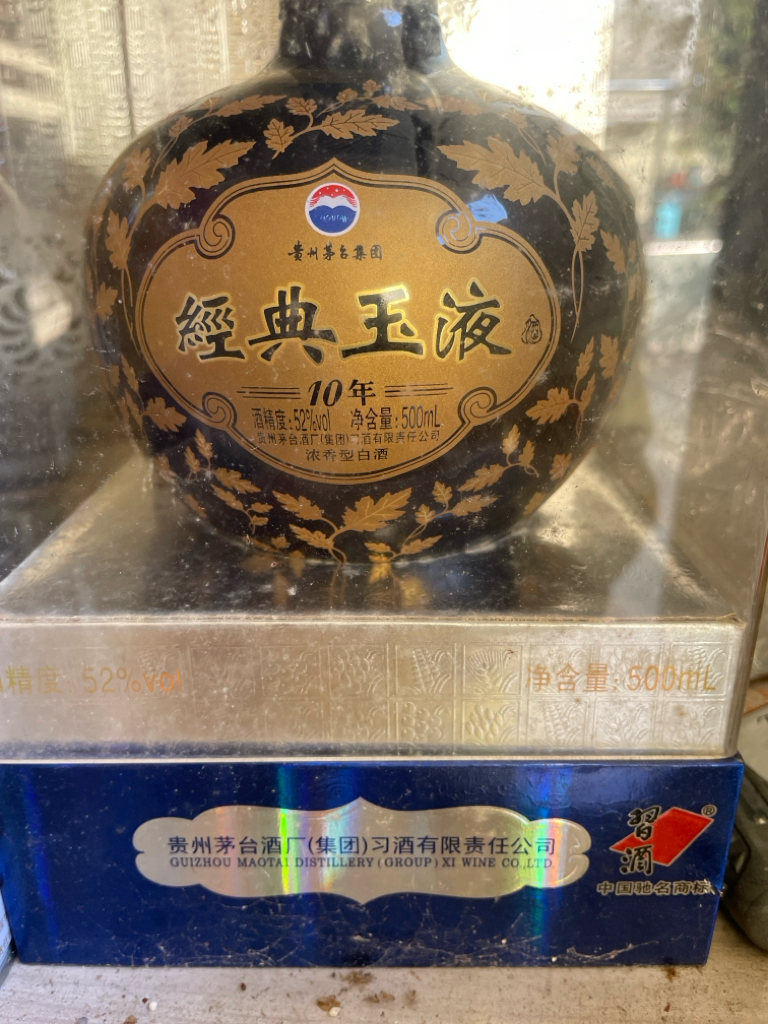 贵州茅台集团
經典玉液
10年
酒精度:52%vol 净含量:500mL
贵州茅台酒厂(集团)习酒有限责任公司
浓香型白酒
精度:52%vol 净含量:500mL
贵州茅台酒厂(集团)习酒有限责任公司
GUIZHOU MAOTAI DISTILLERY (GROUP) XI WINE CO.,LTD.
習酒®
中国驰名商标